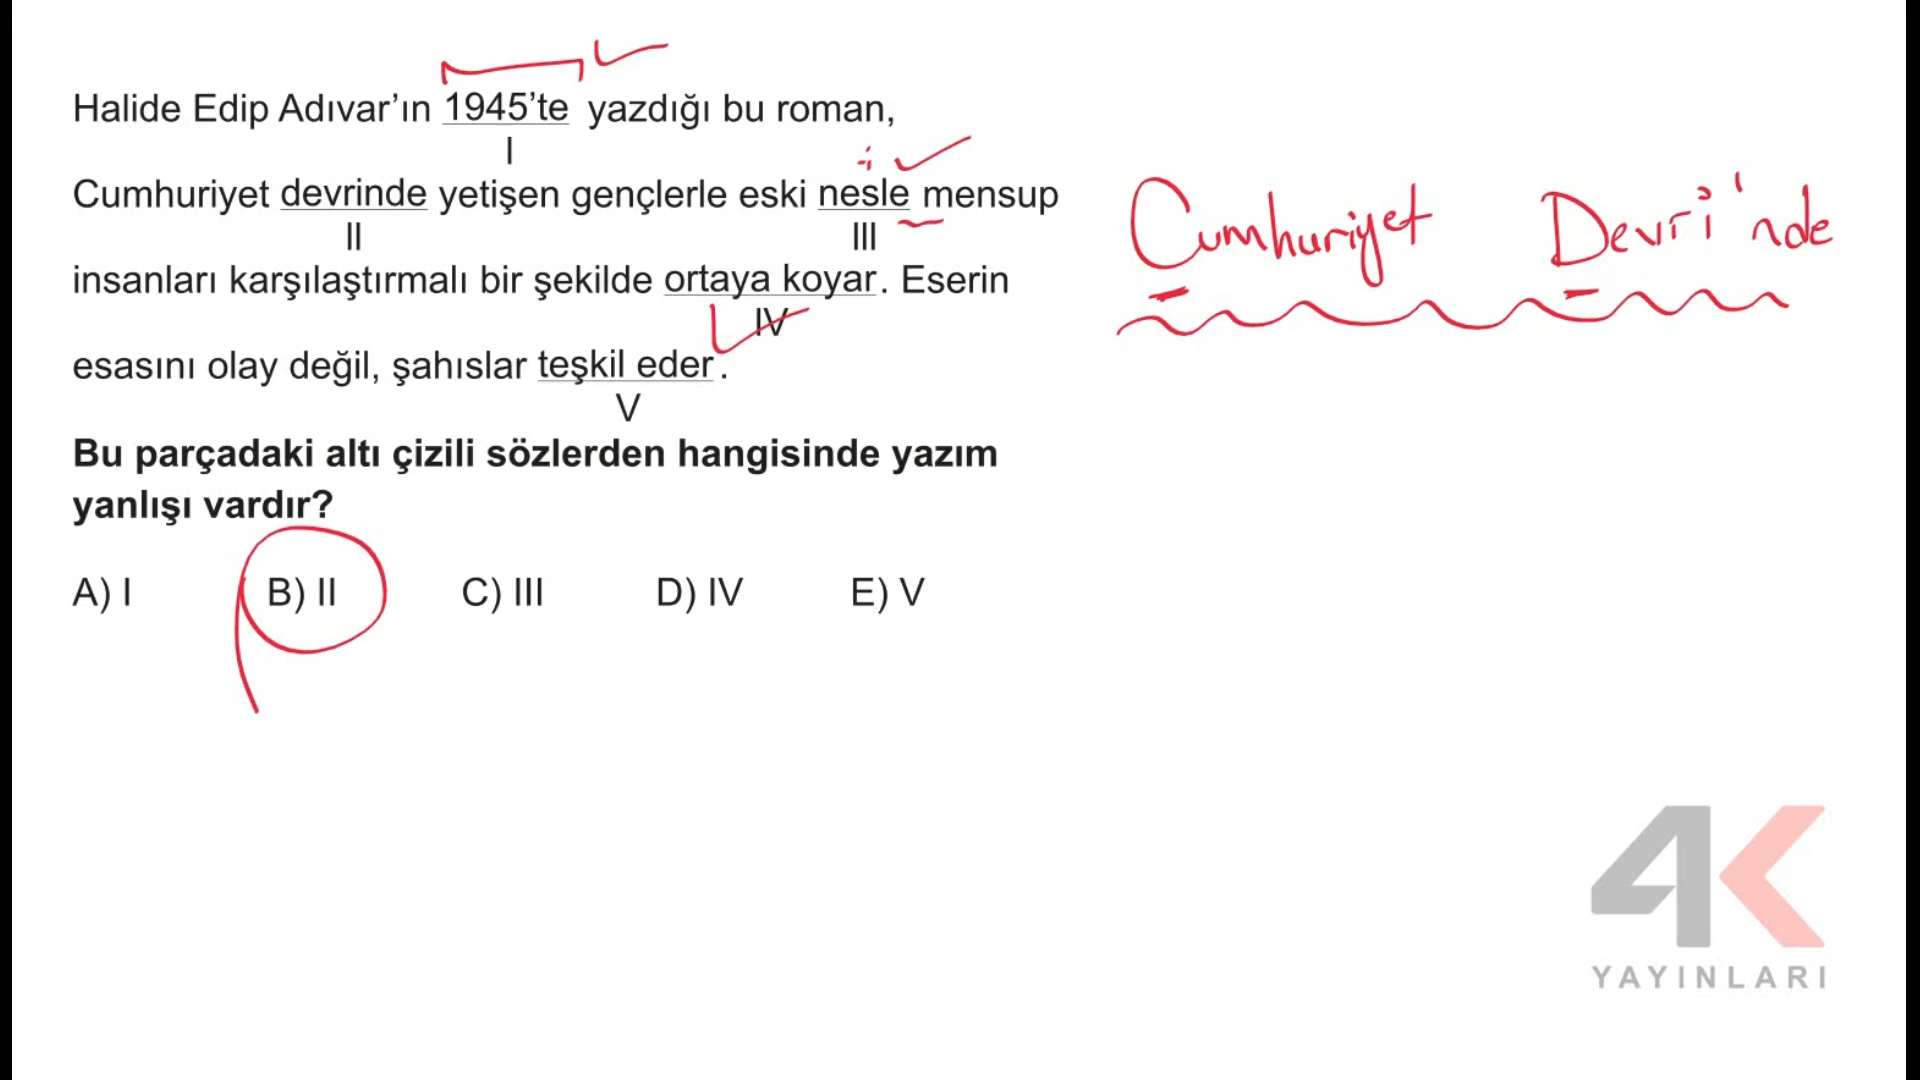 Halide Edip Adıvar’ın 1945’te yazdığı bu roman,
I
Cumhuriyet devrinde yetişen gençlerle eski nesle mensup
II III
insanları karşılaştırmalı bir şekilde ortaya koyar. Eserin
IV
esasını olay değil, şahıslar teşkil eder.
V
Bu parçadaki altı çizili sözlerden hangisinde yazım
yanlışı vardır?
A) I B) II C) III D) IV E) V
Cumhuriyet Devri'nde
4K
YAYINLARI